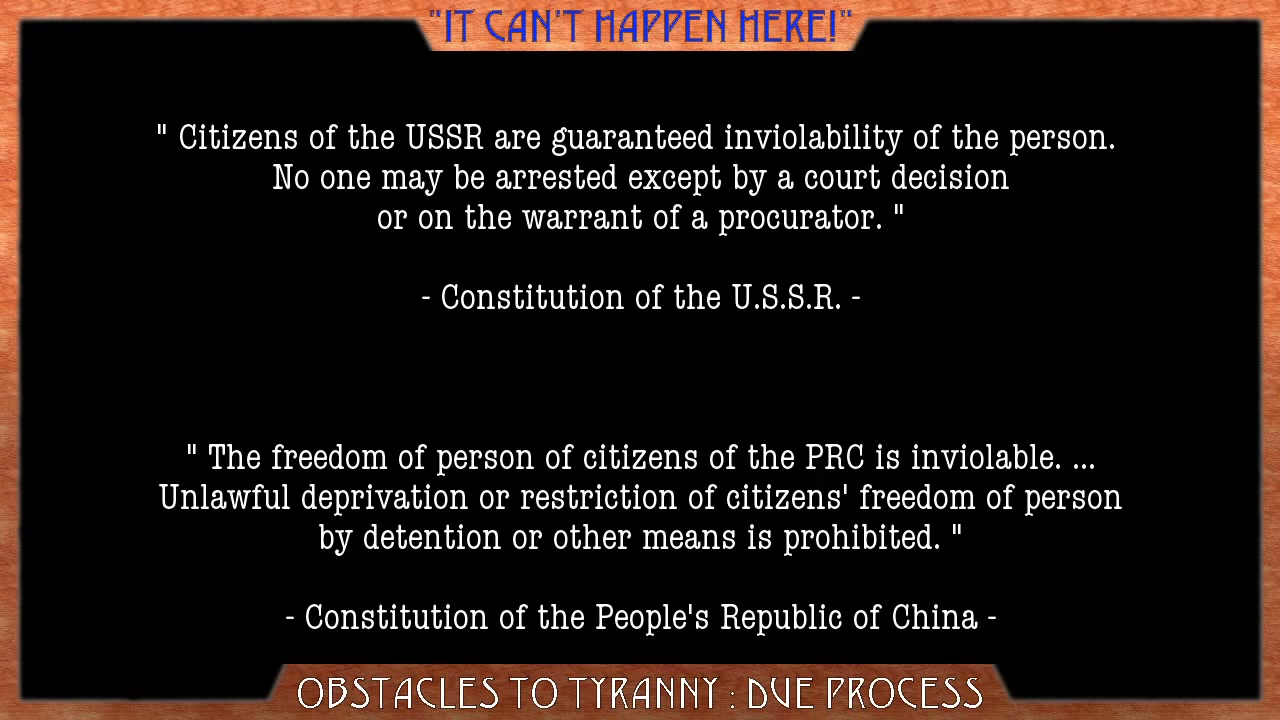 "IT CAN'T HAPPEN HERE!"
" Citizens of the USSR are guaranteed inviolability of the person.
No one may be arrested except by a court decision
or on the warrant of a procurator. "
- Constitution of the U.S.S.R. -
" The freedom of person of citizens of the PRC is inviolable. ...
Unlawful deprivation or restriction of citizens' freedom of person
by detention or other means is prohibited. "
- Constitution of the People's Republic of China -
OBSTACLES TO TYRANNY : DUE PROCESS